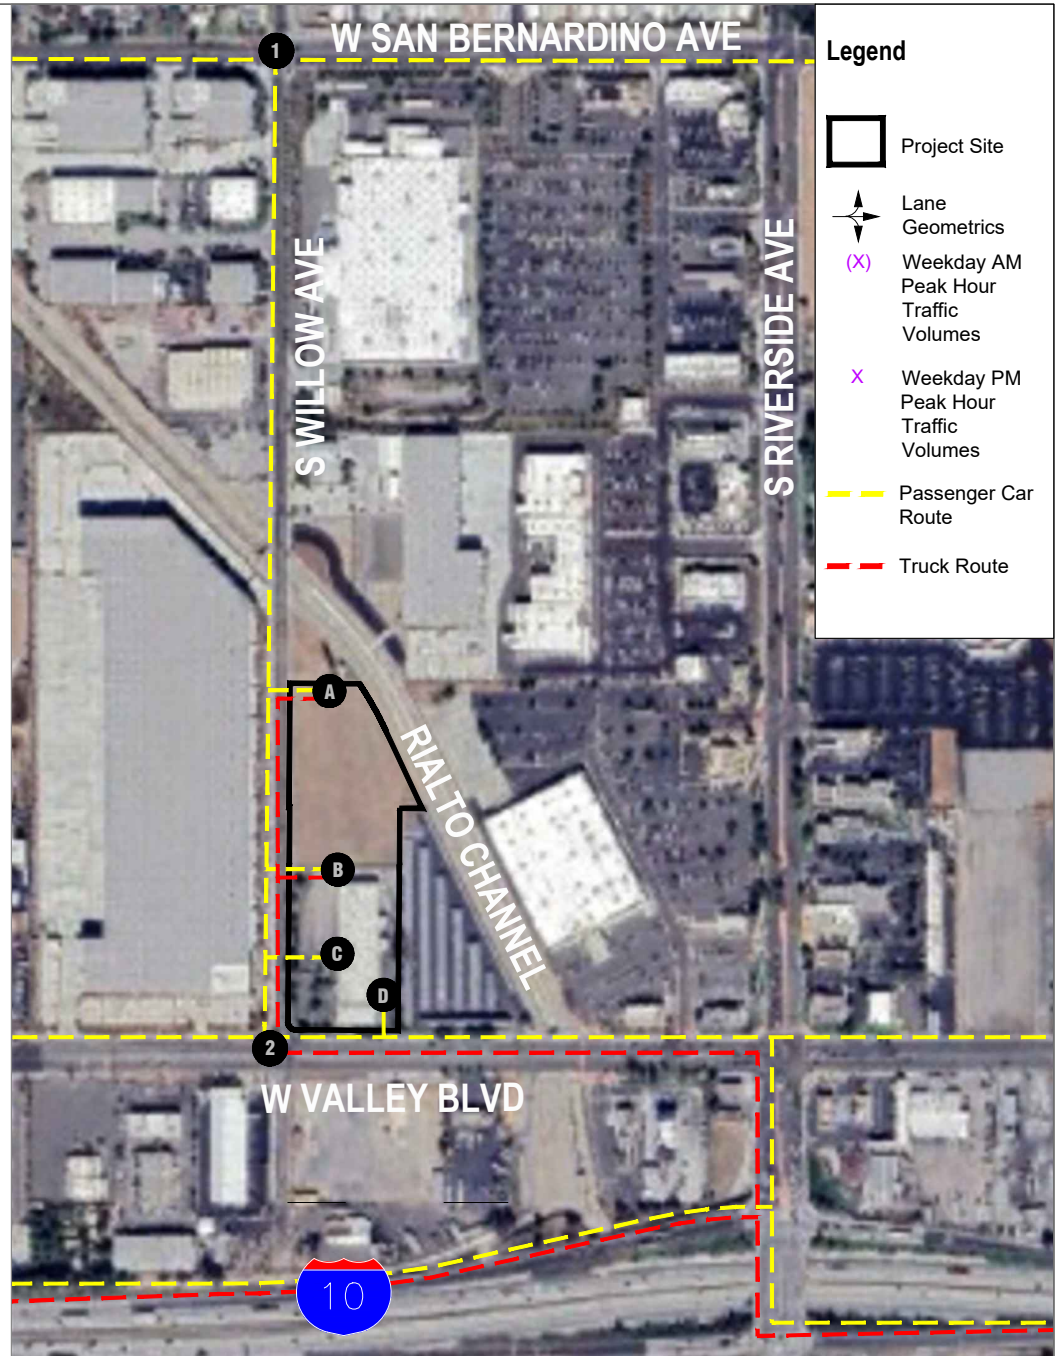 1
W SAN BERNARDINO AVE
Legend
Project Site
Lane
Geometrics
(X)
Weekday AM
Peak Hour
Traffic
Volumes
X
Weekday PM
Peak Hour
Traffic
Volumes
Passenger Car
Route
Truck Route
S WILLOW AVE
S RIVERSIDE AVE
A
RIALTO CHANNEL
B
C
D
2
W VALLEY BLVD
10